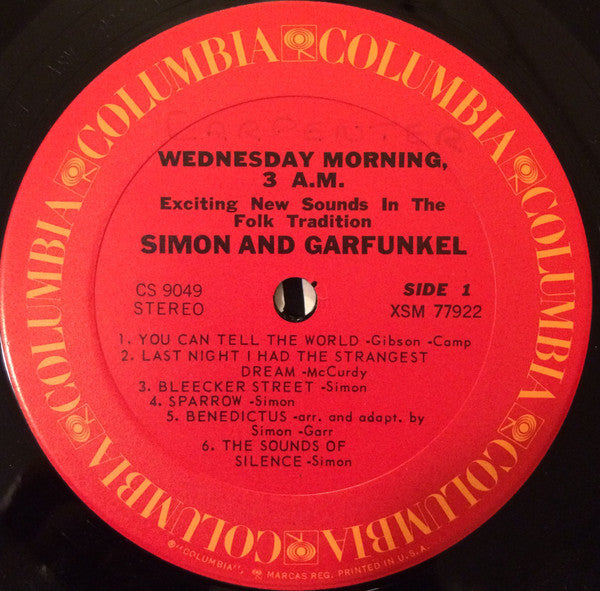 COLUMBIA COLUMBIA COLUMBIA COLUMBIA COLUMBIA COLUMBIA
CARPENTER
WEDNESDAY MORNING,
3 A.M.
Exciting New Sounds In The
Folk Tradition
SIMON AND GARFUNKEL
CS 9049
STEREO
SIDE 1
XSM 77922
1. YOU CAN TELL THE WORLD -Gibson -Camp
2. LAST NIGHT I HAD THE STRANGEST
DREAM -McCurdy
3. BLEECKER STREET -Simon
4. SPARROW -Simon
5. BENEDICTUS -arr. and adapt. by
Simon -Garr
6. THE SOUNDS OF
SILENCE -Simon
®"COLUMBIA", MARCAS REG. PRINTED IN U.S.A.